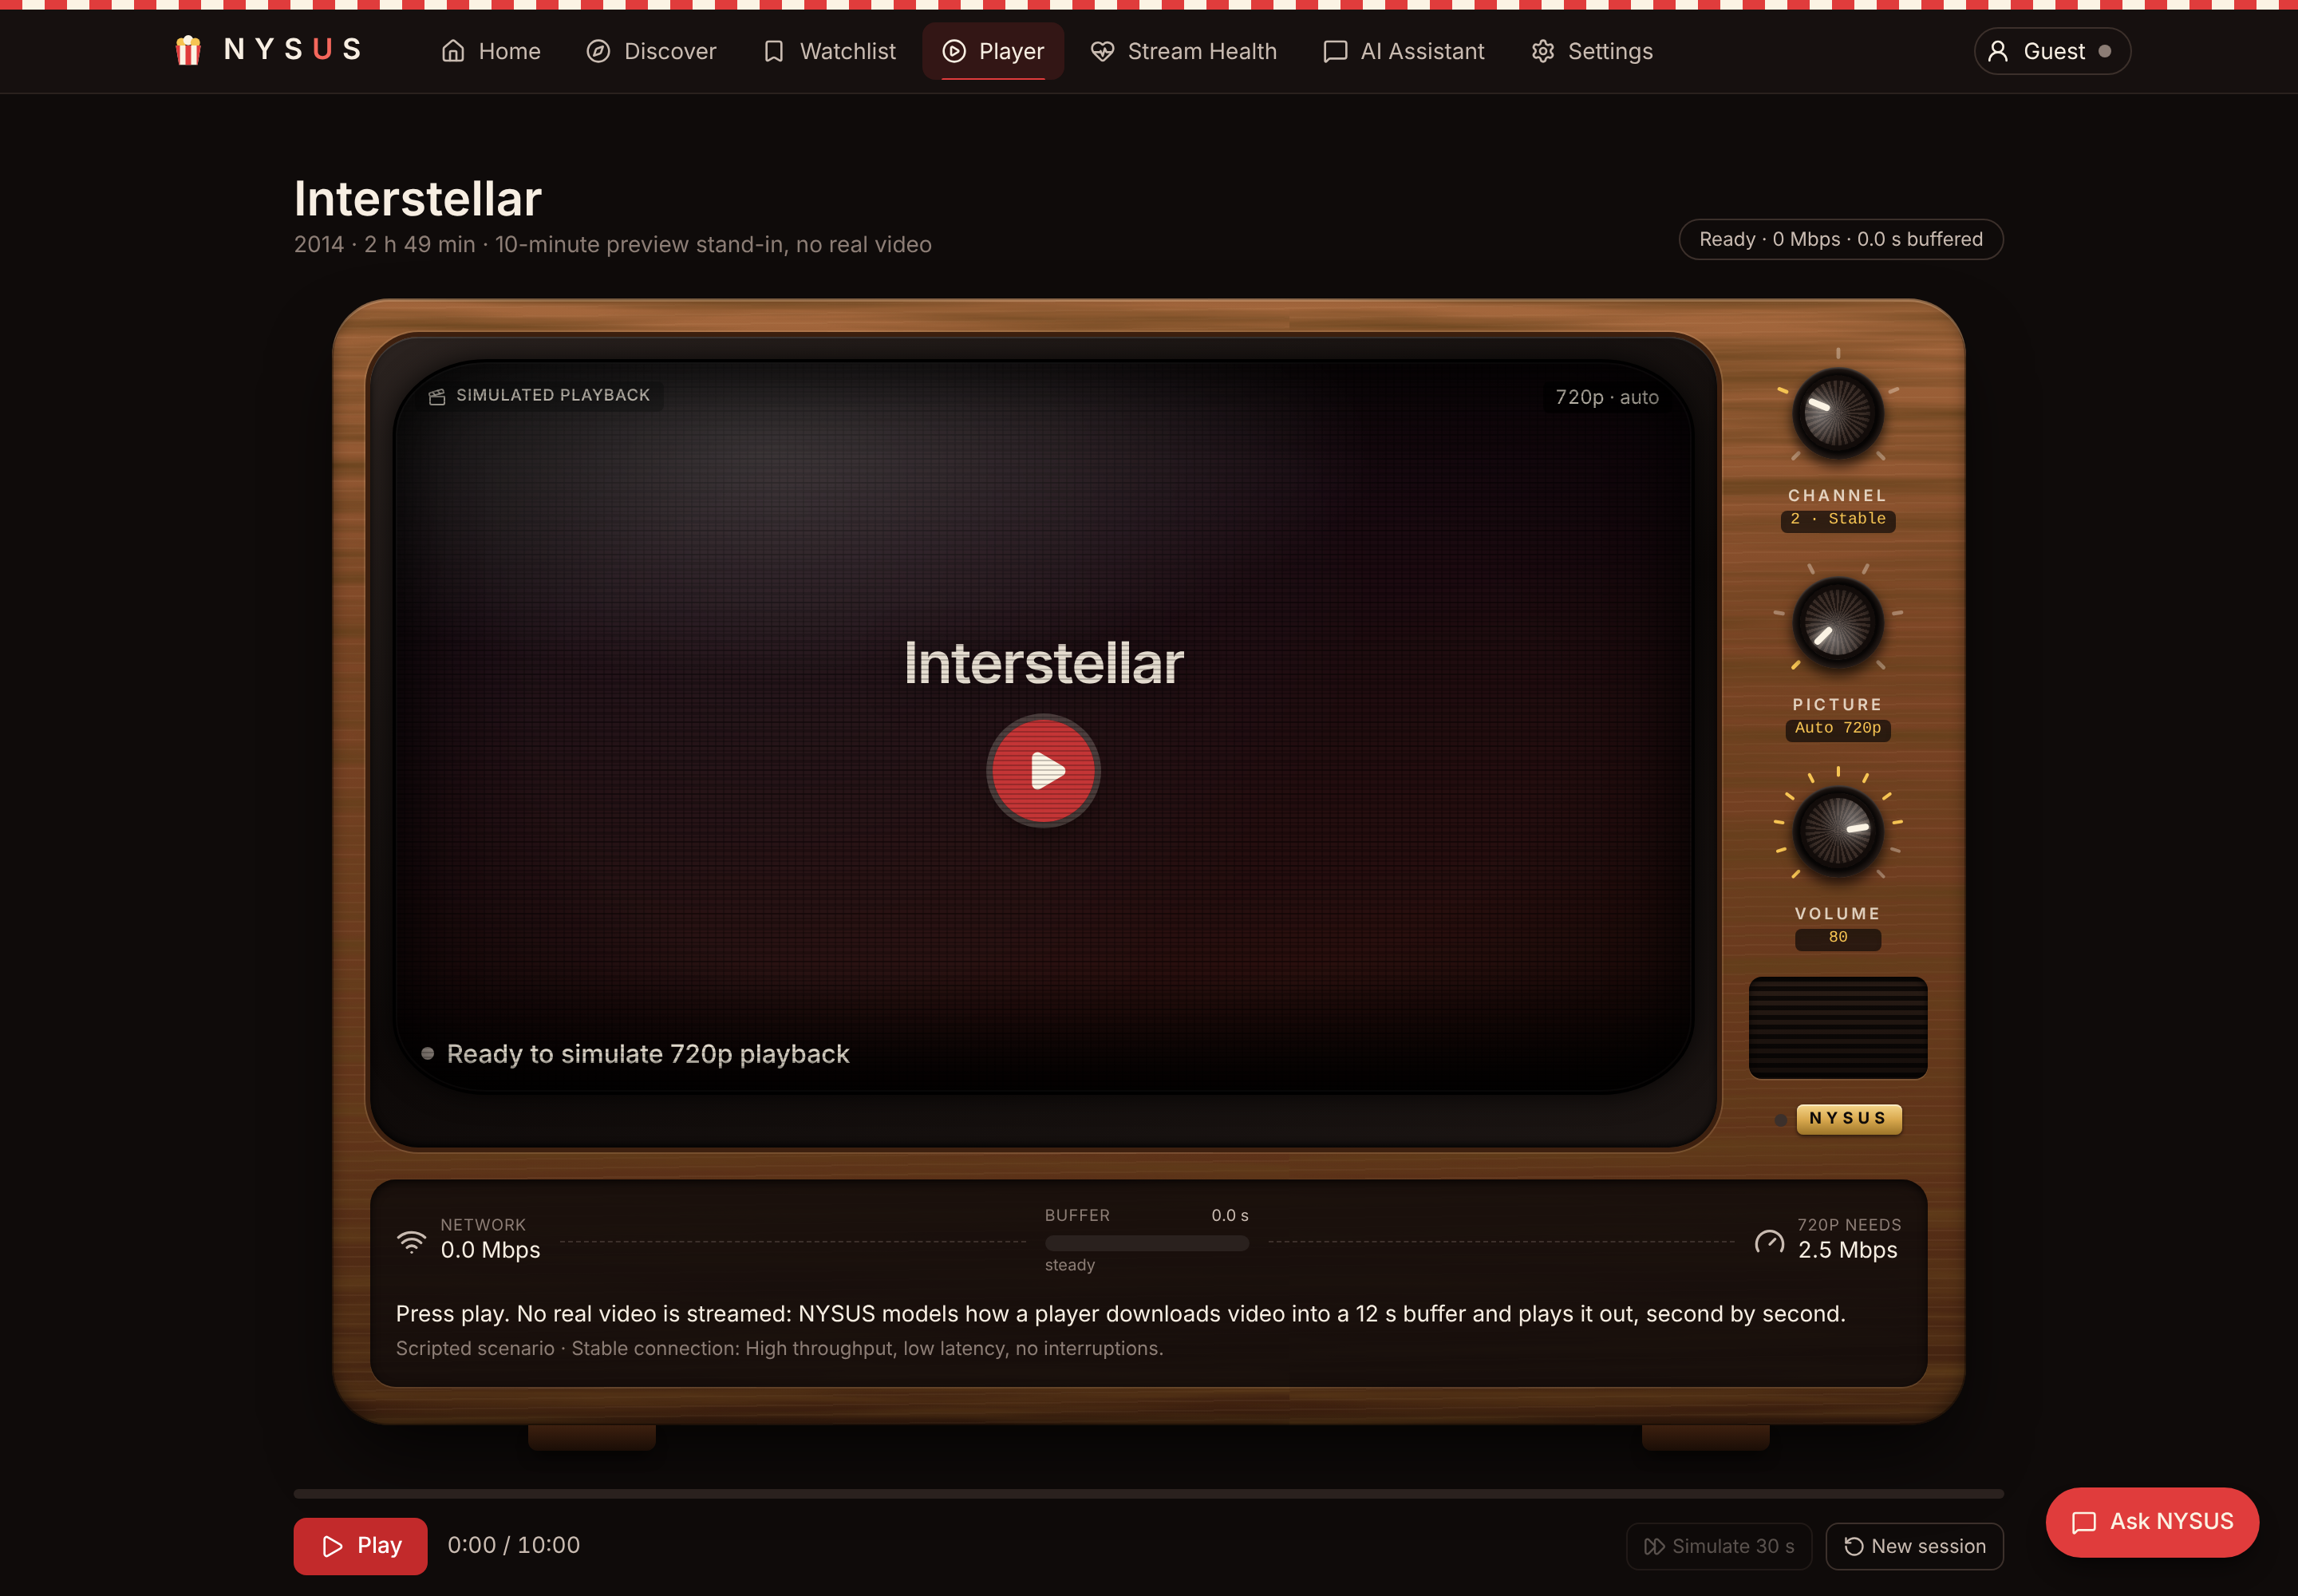 NYSUS
Home
Discover
Watchlist
Player
Stream Health
AI Assistant
Settings
Guest
Interstellar
2014 · 2 h 49 min · 10-minute preview stand-in, no real video
Ready · 0 Mbps · 0.0 s buffered
SIMULATED PLAYBACK
720p · auto
Interstellar
Ready to simulate 720p playback
CHANNEL
2 · Stable
PICTURE
Auto 720p
VOLUME
80
NYSUS
NETWORK
0.0 Mbps
BUFFER
0.0 s
steady
720P NEEDS
2.5 Mbps
Press play. No real video is streamed: NYSUS models how a player downloads video into a 12 s buffer and plays it out, second by second.
Scripted scenario · Stable connection: High throughput, low latency, no interruptions.
Play
0:00 / 10:00
Simulate 30 s
New session
Ask NYSUS